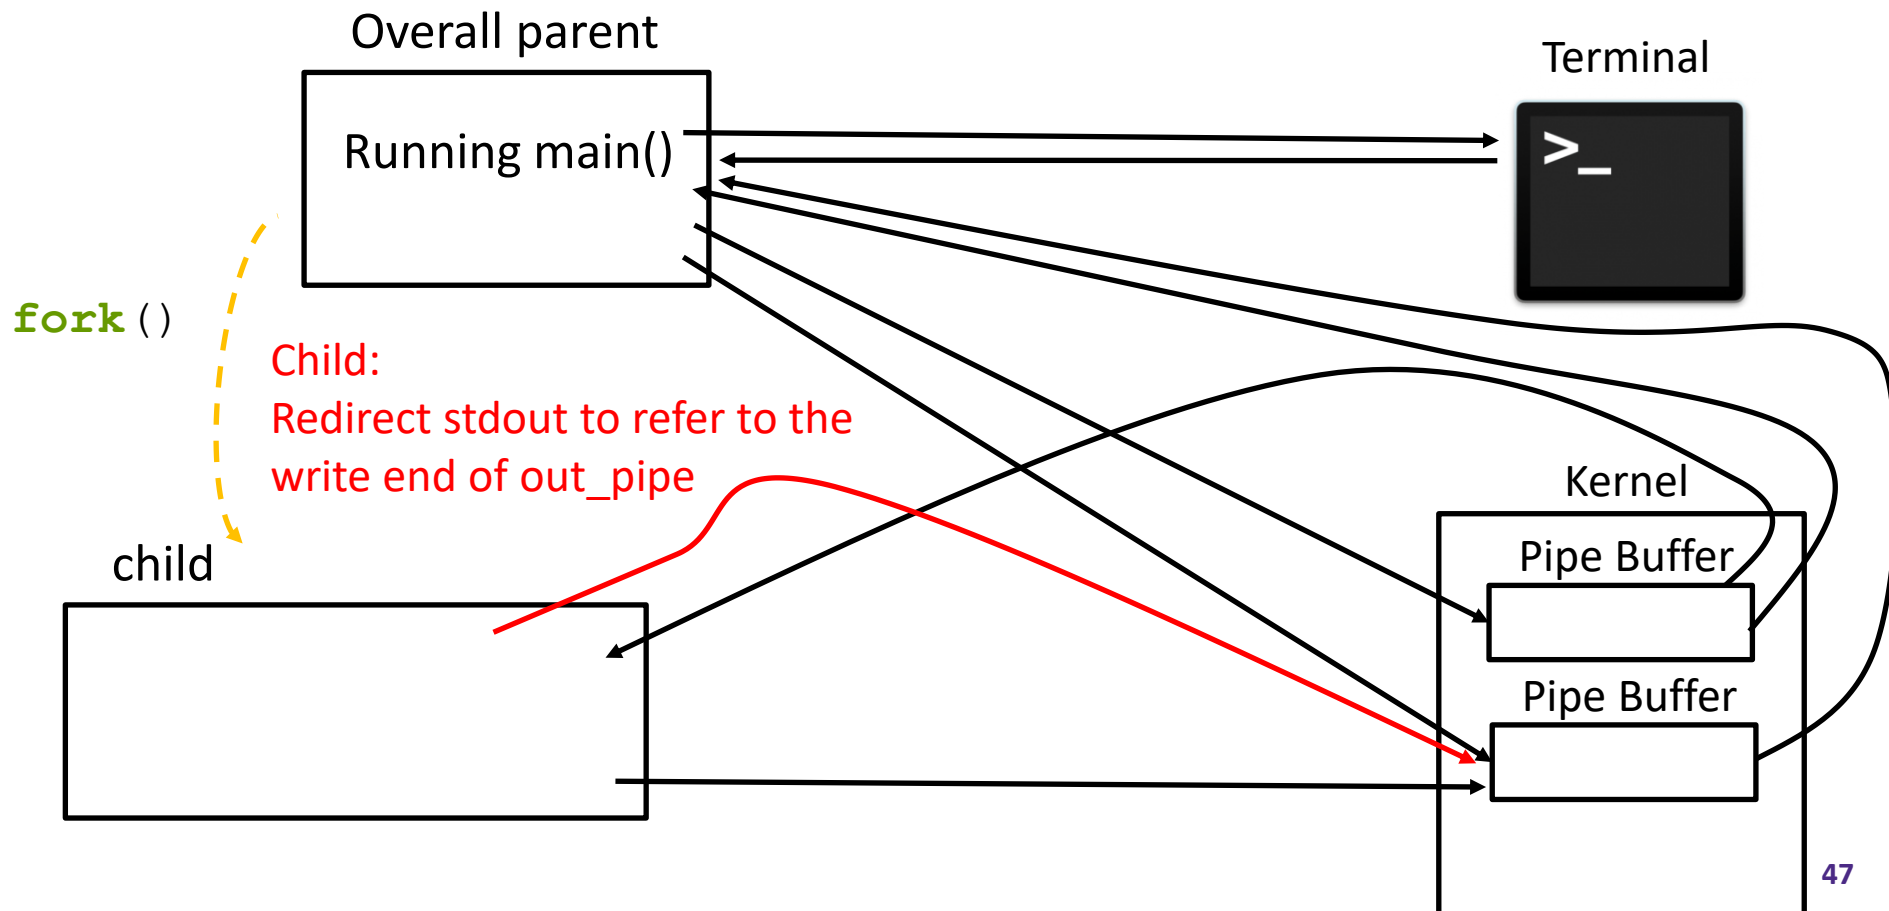 Overall parent
Terminal
Running main()
>_
fork()
Child:
Redirect stdout to refer to the
write end of out_pipe
Kernel
child
Pipe Buffer
Pipe Buffer
47